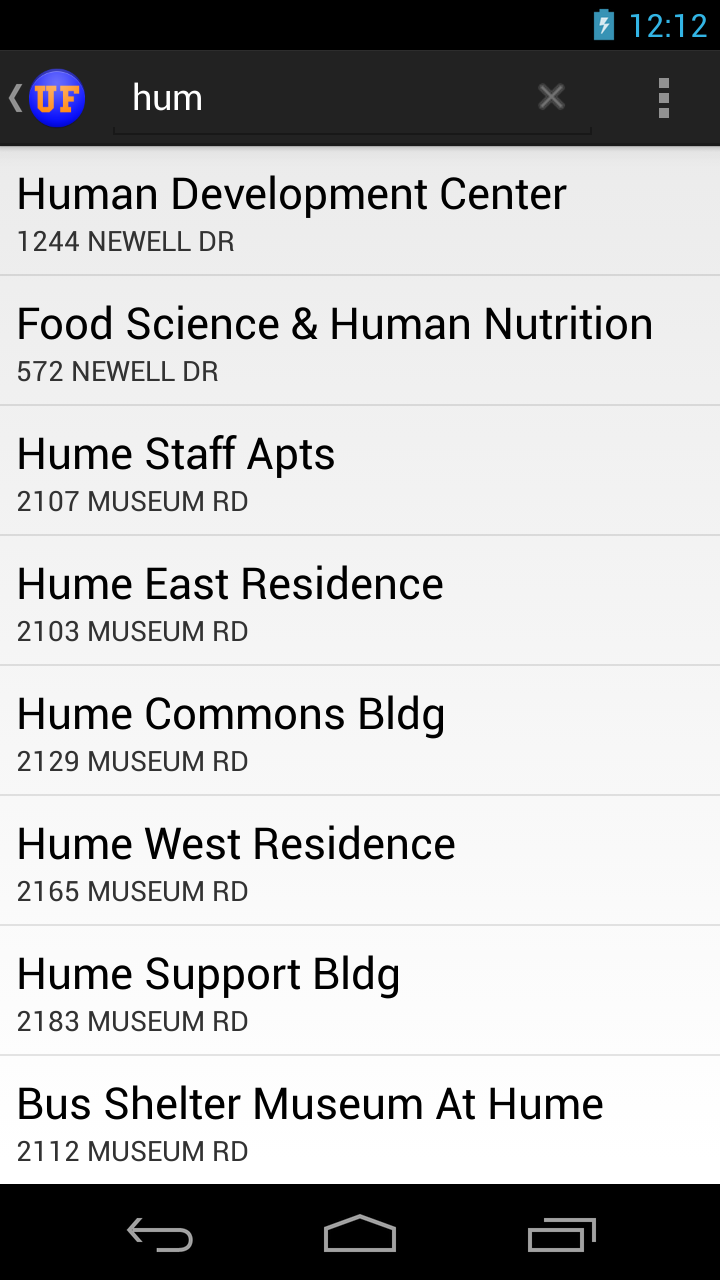 12:12
UF
hum
Human Development Center
1244 NEWELL DR
Food Science & Human Nutrition
572 NEWELL DR
Hume Staff Apts
2107 MUSEUM RD
Hume East Residence
2103 MUSEUM RD
Hume Commons Bldg
2129 MUSEUM RD
Hume West Residence
2165 MUSEUM RD
Hume Support Bldg
2183 MUSEUM RD
Bus Shelter Museum At Hume
2112 MUSEUM RD